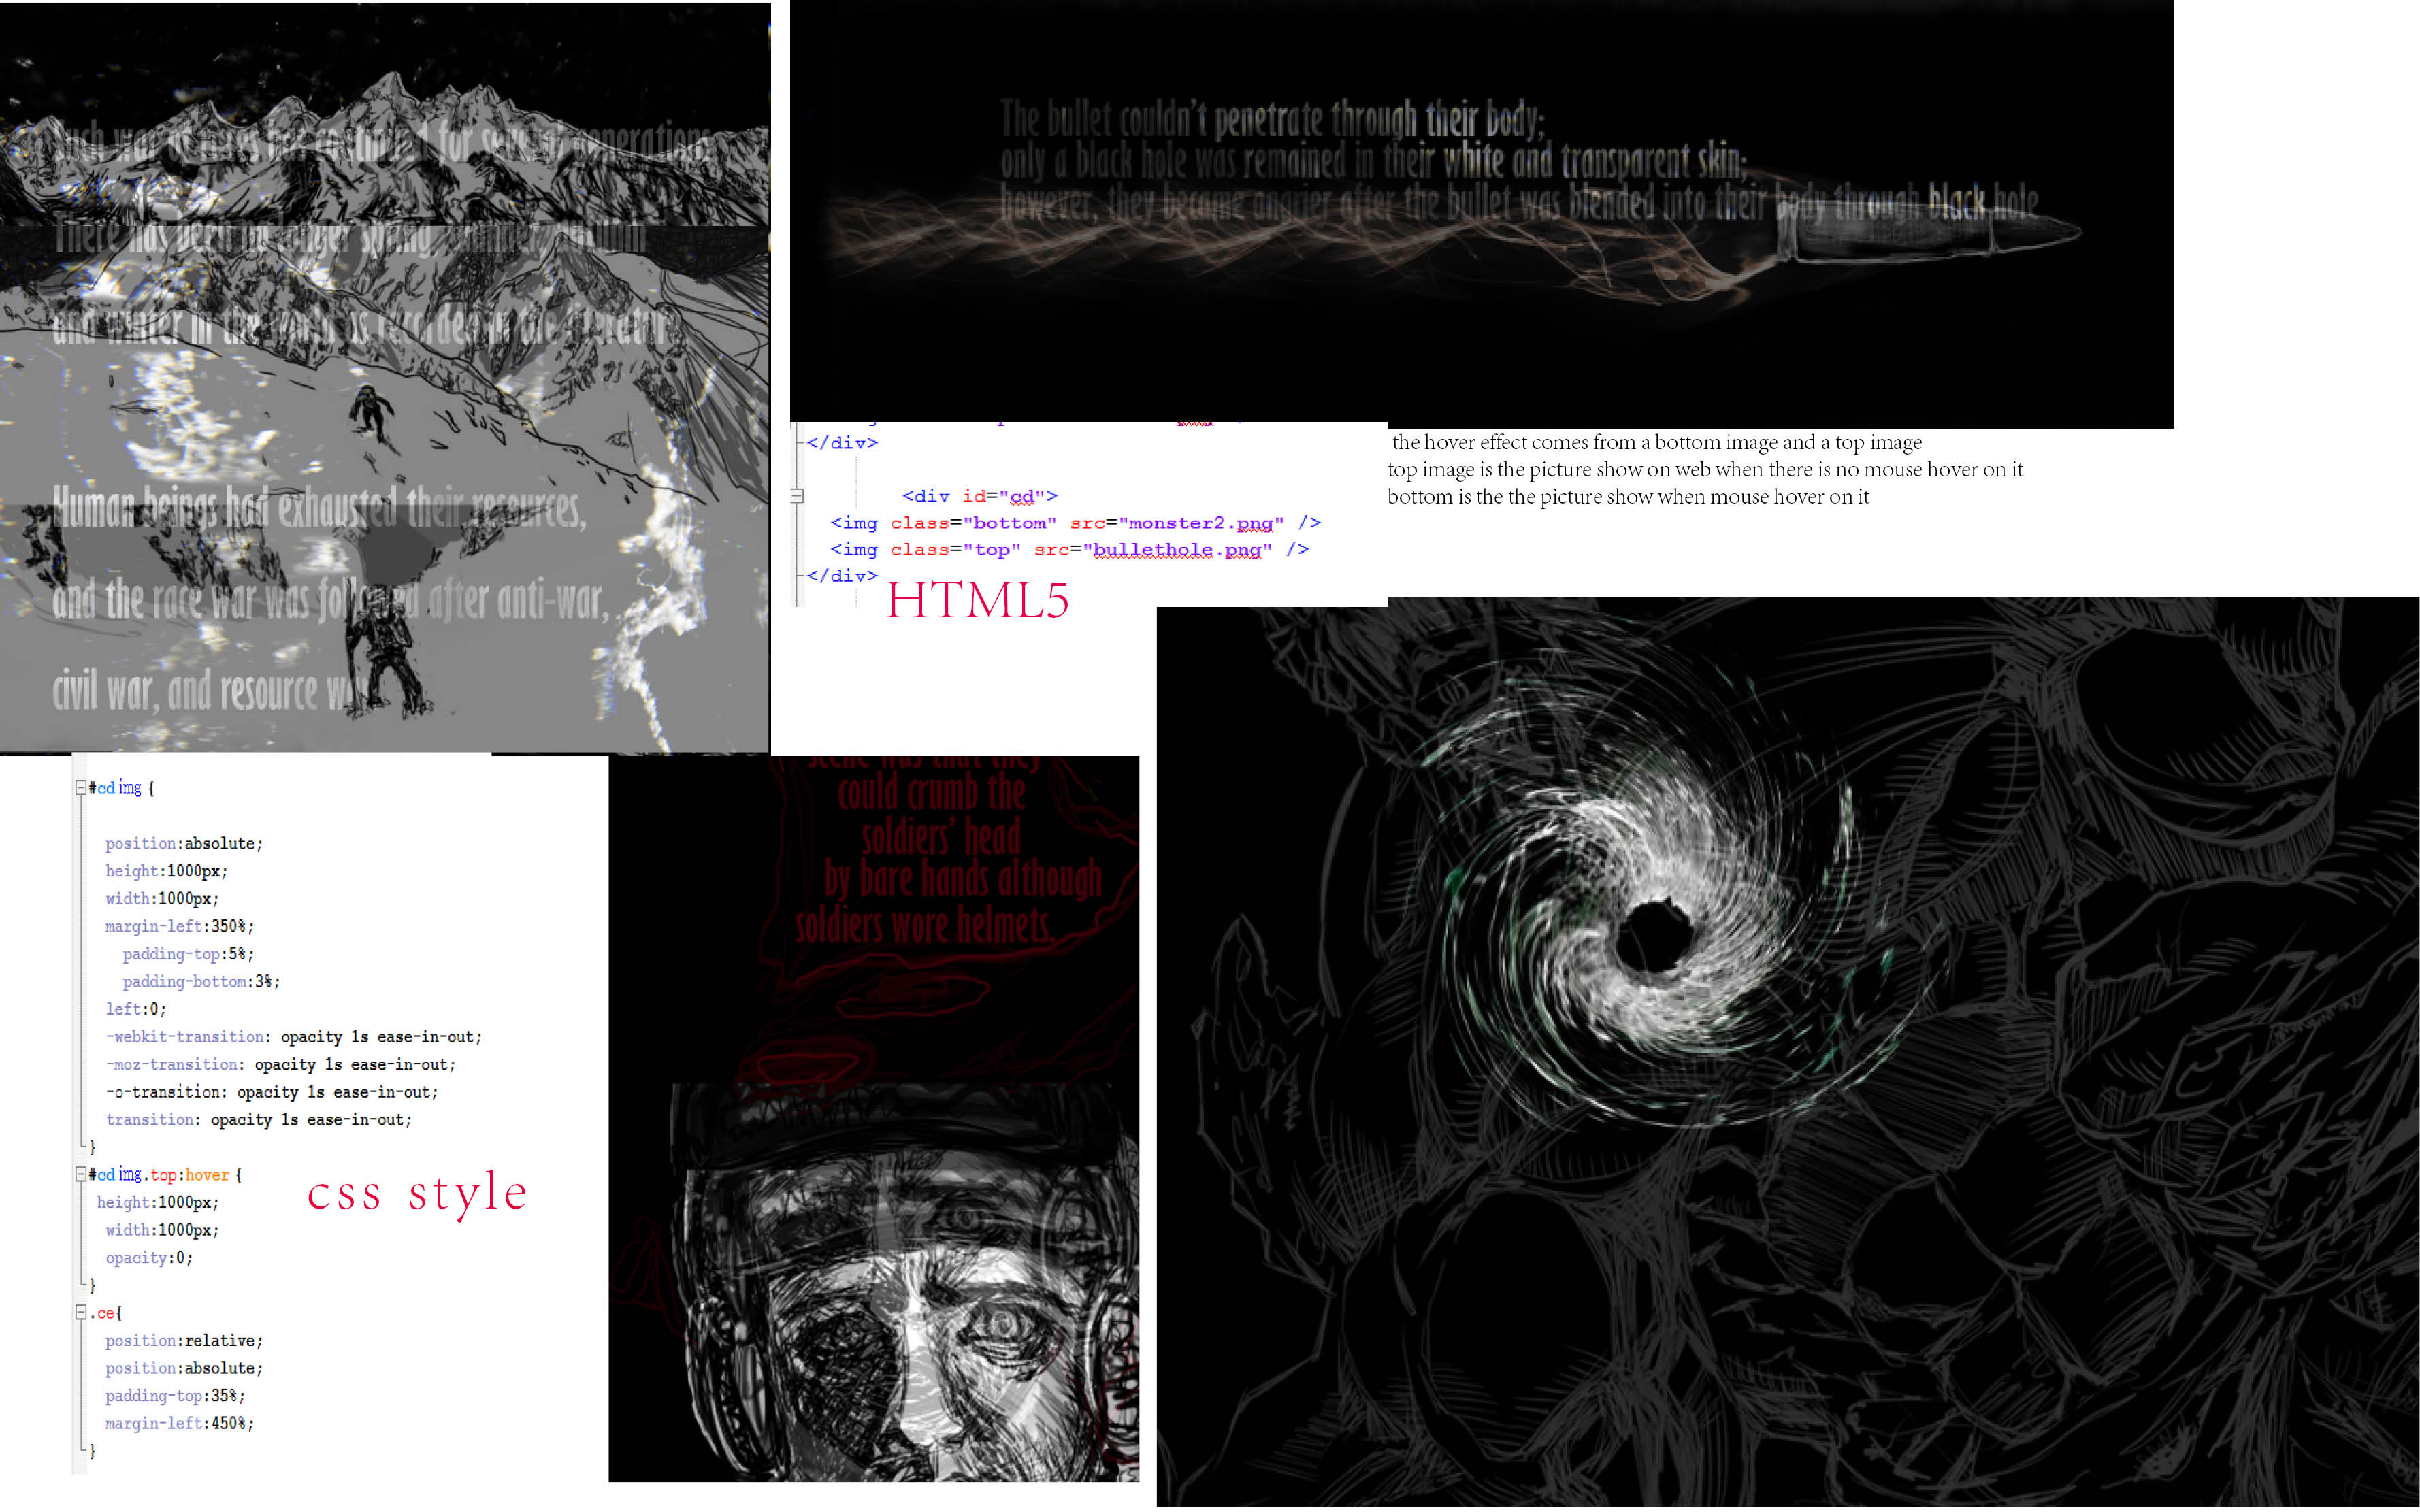 Such war has continued for several generations
There has been no longer spring, summer, autumn
and winter in the as recorded in the literature
Human beings had exhausted their resources,
and the race war was followed after anti-war,
civil war, and resource
The bullet couldn't penetrate through their body;
only a black hole was remained in their white and transparent skin;
however, they became angrier after the bullet was blended into their body through black hole
</div>
<div id="cd">
<img class="bottom" src="monster2.png" />
<img class="top" src="bullethole.png" />
</div>
HTML5
the hover effect comes from a bottom image and a top image
top image is the picture show on web when there is no mouse hover on it
bottom is the the picture show when mouse hover on it
#cd img {
position:absolute;
height:1000px;
width:1000px;
margin-left:350%;
padding-top:5%;
padding-bottom:3%;
left:0;
-webkit-transition: opacity 1s ease-in-out;
-moz-transition: opacity 1s ease-in-out;
-o-transition: opacity 1s ease-in-out;
transition: opacity 1s ease-in-out;
}
#cd img.top:hover {
height:1000px;
width:1000px;
opacity:0;
}
.ce{
position:relative;
position:absolute;
padding-top:35%;
margin-left:450%;
}
css style
scene was that they
could crumb the
soldiers' head
by bare hands although
soldiers wore helmets.